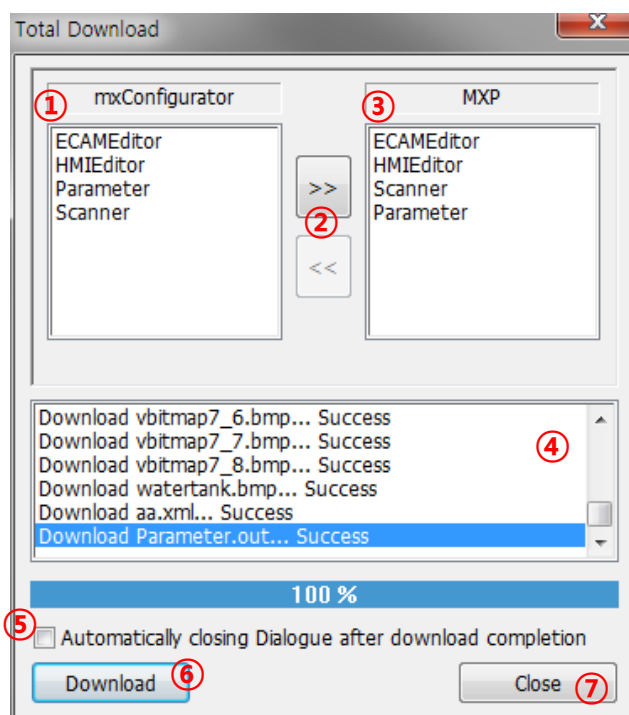 Total Download
① mxConfigurator
③ MXP
ECAMEditor
HMIEditor
Parameter
Scanner
>>
②
<<
ECAMEditor
HMIEditor
Scanner
Parameter
Download vbitmap7_6.bmp... Success
Download vbitmap7_7.bmp... Success
Download vbitmap7_8.bmp... Success
Download watertank.bmp... Success
Download aa.xml... Success
Download Parameter.out... Success
④
100 %
⑤ Automatically closing Dialogue after download completion
Download ⑥
Close ⑦